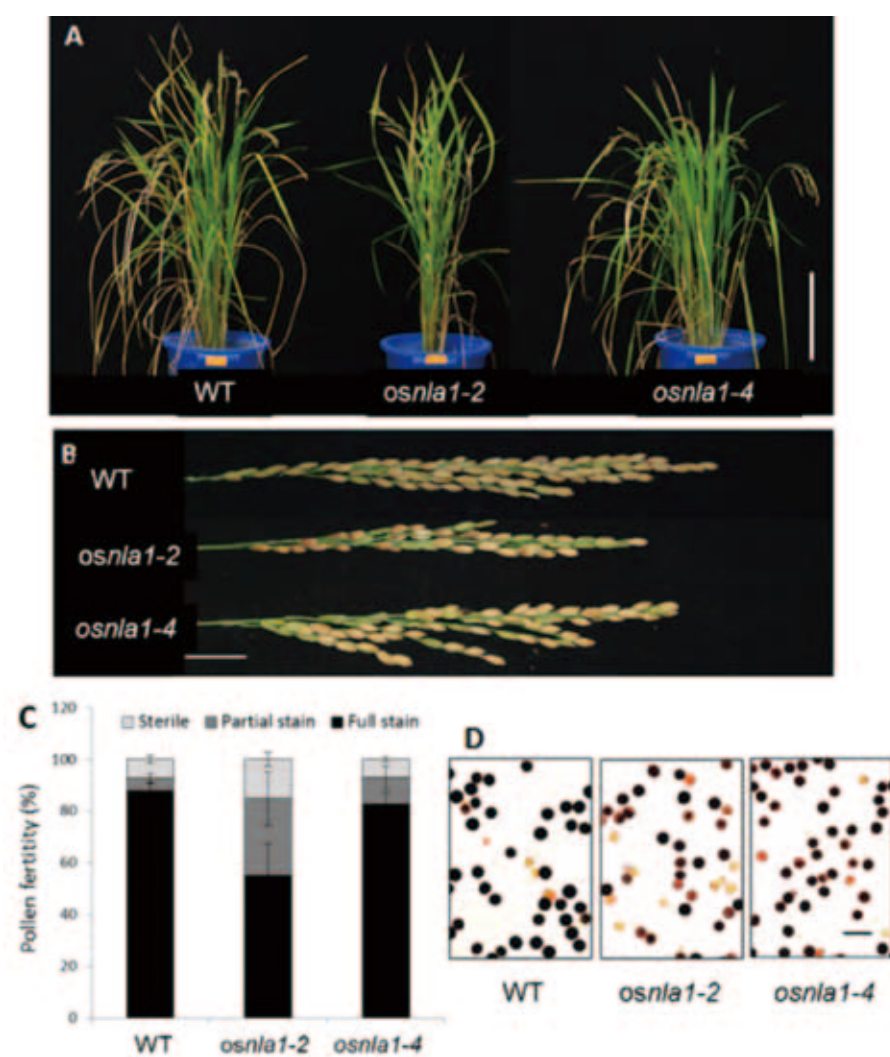 A
WT
osnla1-2
osnla1-4
B
WT
osnla1-2
osnla1-4
C
Sterile
Partial stain
Full stain
Pollen fertitity (%)
120
100
80
60
40
20
0
WT
osnla1-2
osnla1-4
D
WT
osnla1-2
osnla1-4